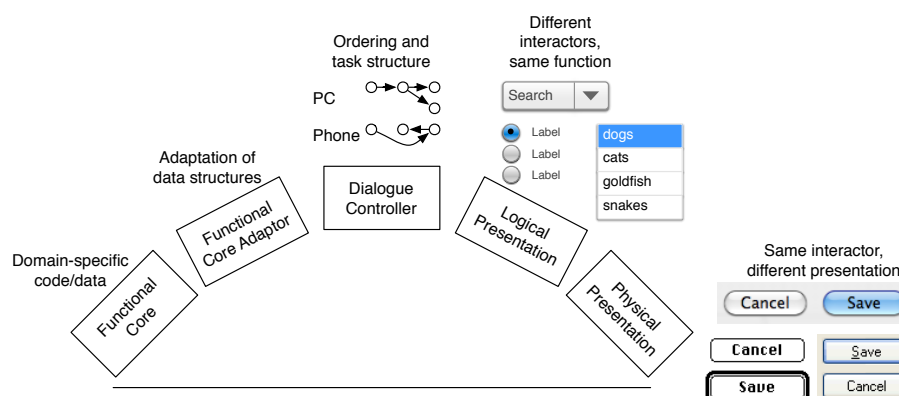 Different
interactors,
same function
Ordering and
task structure
PC
Phone
Search
Label
Label
Label
dogs
cats
goldfish
snakes
Adaptation of
data structures
Dialogue
Controller
Functional
Core Adaptor
Logical
Presentation
Domain-specific
code/data
Functional
Core
Physical
Presentation
Same interactor,
different presentation
Cancel
Save
Cancel
Save
Save
Cancel